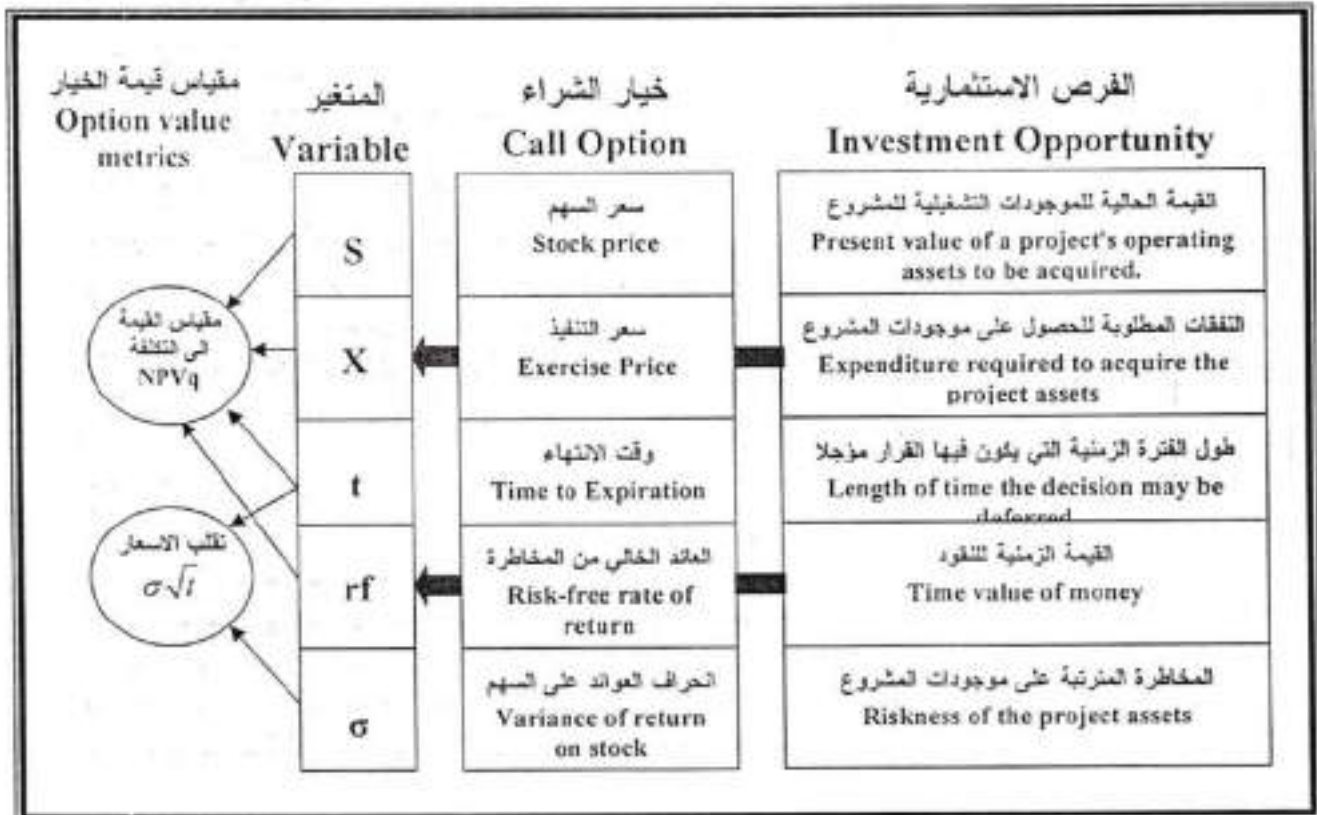 مقياس قيمة الخيار
Option value
metrics
المتغير
Variable
خيار الشراء
Call Option
الفرص الاستثمارية
Investment Opportunity
S
سعر السهم
Stock price
القيمة الحالية للموجودات التشغيلية للمشروع
Present value of a project's operating
assets to be acquired.
مقياس القيمة
الى التكلفة
NPVq
X
سعر التنفيذ
Exercise Price
النفقات المطلوبة للحصول على موجودات المشروع
Expenditure required to acquire the
project assets
t
وقت الانتهاء
Time to Expiration
طول الفترة الزمنية التي يكون فيها القرار مؤجلا
Length of time the decision may be
deferred
تقلب الاسعار
σ√t
rf
العائد الخالي من المخاطرة
Risk-free rate of
return
القيمة الزمنية للنقود
Time value of money
σ
انحراف العوائد على السهم
Variance of return
on stock
المخاطرة المترتبة على موجودات المشروع
Riskness of the project assets